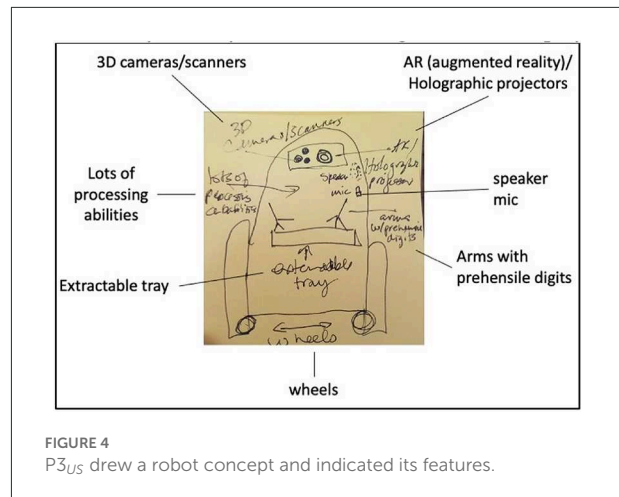 3D cameras/scanners
AR (augmented reality)/
Holographic projectors
3D
cameras/scanners
AR/
Holographic
projector
speaker
mic
Lots of
processing
abilities
lots of
process
capabilities
speaker
mic
arms
w/prehensile
digits
Arms with
prehensile digits
Extractable tray
extendable
tray
wheels
wheels
FIGURE 4
P3US drew a robot concept and indicated its features.